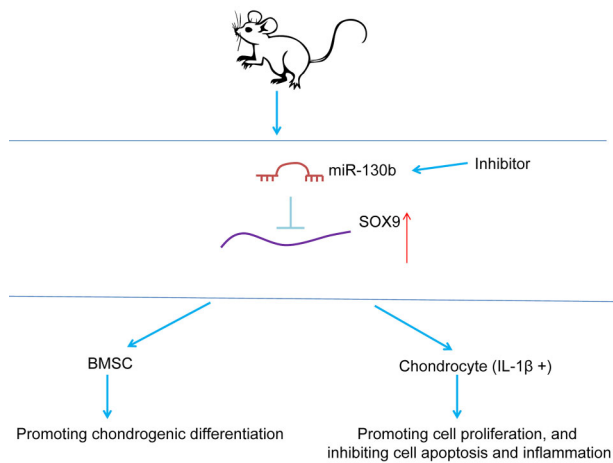 miR-130b
Inhibitor
SOX9
BMSC
Chondrocyte (IL-1β +)
Promoting chondrogenic differentiation
Promoting cell proliferation, and
inhibiting cell apoptosis and inflammation